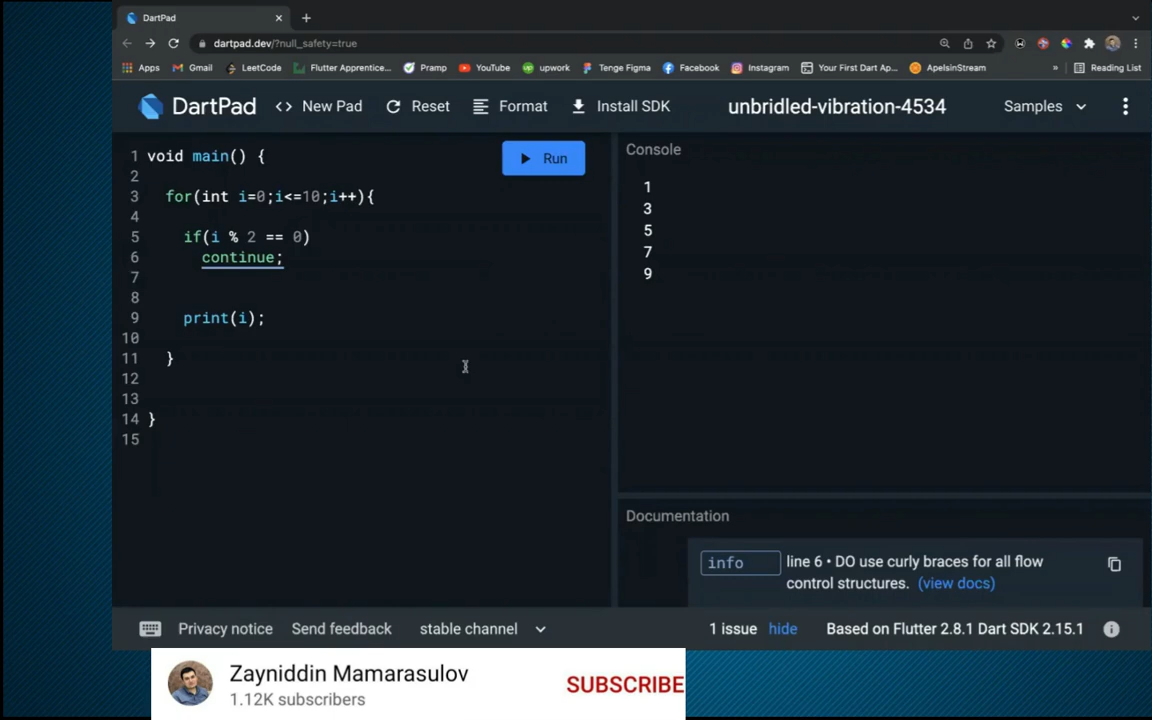 DartPad
dartpad.dev/?null_safety=true
Apps Gmail LeetCode Flutter Apprentice... Pramp YouTube upwork Tenge Figma Facebook Instagram Your First Dart Ap... ApelsinStream » Reading List
DartPad <> New Pad Reset Format Install SDK unbridled-vibration-4534 Samples
Run
1 void main() {
2
3 for(int i=0;i<=10;i++){
4
5 if(i % 2 == 0)
6 continue;
7
8
9 print(i);
10
11 }
12
13
14 }
15
Console
1
3
5
7
9
Documentation
info line 6 • DO use curly braces for all flow
control structures. (view docs)
Privacy notice Send feedback stable channel 1 issue hide Based on Flutter 2.8.1 Dart SDK 2.15.1
Zayniddin Mamarasulov
1.12K subscribers
SUBSCRIBE